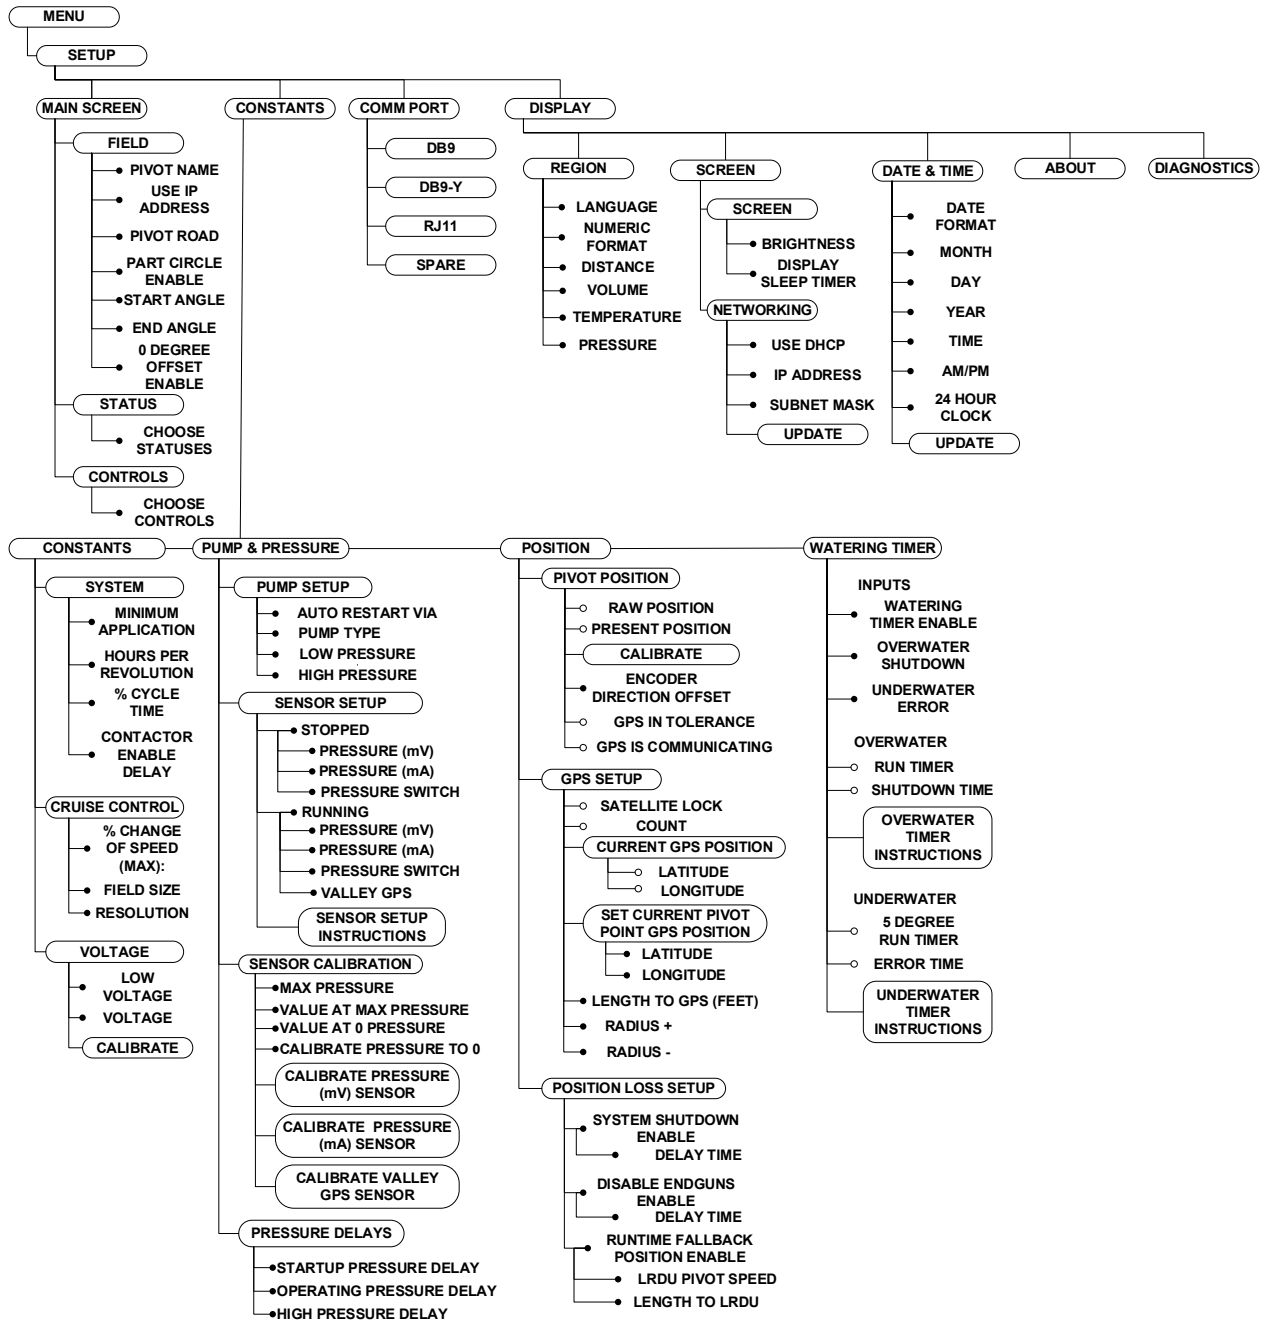 MENU
SETUP
MAIN SCREEN
CONSTANTS
COMM PORT
DISPLAY
FIELD
PIVOT NAME
USE IP
ADDRESS
PIVOT ROAD
PART CIRCLE
ENABLE
START ANGLE
END ANGLE
0 DEGREE
OFFSET
ENABLE
STATUS
CHOOSE
STATUSES
CONTROLS
CHOOSE
CONTROLS
DB9
DB9-Y
RJ11
SPARE
REGION
LANGUAGE
NUMERIC
FORMAT
DISTANCE
VOLUME
TEMPERATURE
PRESSURE
SCREEN
SCREEN
BRIGHTNESS
DISPLAY
SLEEP TIMER
NETWORKING
USE DHCP
IP ADDRESS
SUBNET MASK
UPDATE
DATE & TIME
DATE
FORMAT
MONTH
DAY
YEAR
TIME
AM/PM
24 HOUR
CLOCK
UPDATE
ABOUT
DIAGNOSTICS
CONSTANTS
SYSTEM
MINIMUM
APPLICATION
HOURS PER
REVOLUTION
% CYCLE
TIME
CONTACTOR
ENABLE
DELAY
CRUISE CONTROL
% CHANGE
OF SPEED
(MAX):
FIELD SIZE
RESOLUTION
VOLTAGE
LOW
VOLTAGE
VOLTAGE
CALIBRATE
PUMP & PRESSURE
PUMP SETUP
AUTO RESTART VIA
PUMP TYPE
LOW PRESSURE
HIGH PRESSURE
SENSOR SETUP
STOPPED
PRESSURE (mV)
PRESSURE (mA)
PRESSURE SWITCH
RUNNING
PRESSURE (mV)
PRESSURE (mA)
PRESSURE SWITCH
VALLEY GPS
SENSOR SETUP
INSTRUCTIONS
SENSOR CALIBRATION
MAX PRESSURE
VALUE AT MAX PRESSURE
VALUE AT 0 PRESSURE
CALIBRATE PRESSURE TO 0
CALIBRATE PRESSURE
(mV) SENSOR
CALIBRATE PRESSURE
(mA) SENSOR
CALIBRATE VALLEY
GPS SENSOR
PRESSURE DELAYS
STARTUP PRESSURE DELAY
OPERATING PRESSURE DELAY
HIGH PRESSURE DELAY
POSITION
PIVOT POSITION
RAW POSITION
PRESENT POSITION
CALIBRATE
ENCODER
DIRECTION OFFSET
GPS IN TOLERANCE
GPS IS COMMUNICATING
GPS SETUP
SATELLITE LOCK
COUNT
CURRENT GPS POSITION
LATITUDE
LONGITUDE
SET CURRENT PIVOT
POINT GPS POSITION
LATITUDE
LONGITUDE
LENGTH TO GPS (FEET)
RADIUS +
RADIUS -
POSITION LOSS SETUP
SYSTEM SHUTDOWN
ENABLE
DELAY TIME
DISABLE ENDGUNS
ENABLE
DELAY TIME
RUNTIME FALLBACK
POSITION ENABLE
LRDU PIVOT SPEED
LENGTH TO LRDU
WATERING TIMER
INPUTS
WATERING
TIMER ENABLE
OVERWATER
SHUTDOWN
UNDERWATER
ERROR
OVERWATER
RUN TIMER
SHUTDOWN TIME
OVERWATER
TIMER
INSTRUCTIONS
UNDERWATER
5 DEGREE
RUN TIMER
ERROR TIME
UNDERWATER
TIMER
INSTRUCTIONS